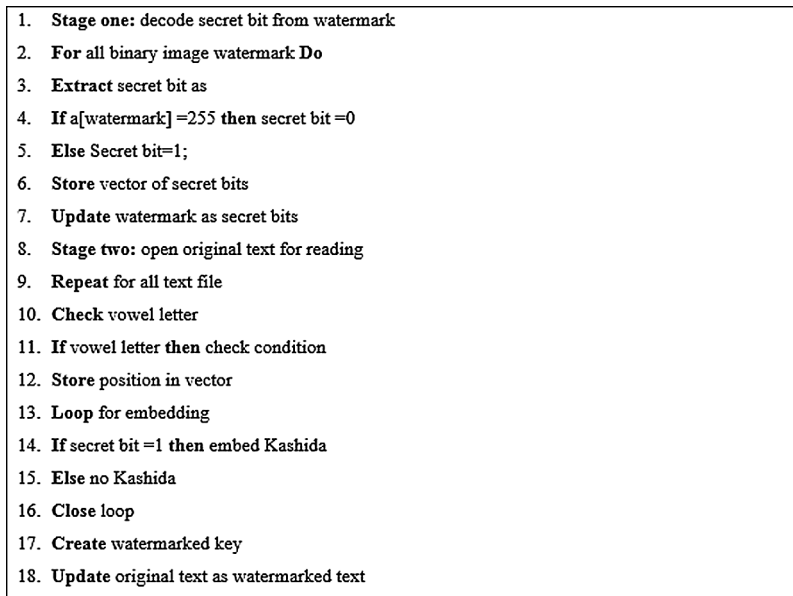 1. Stage one: decode secret bit from watermark
2. For all binary image watermark Do
3. Extract secret bit as
4. If a[watermark] =255 then secret bit =0
5. Else Secret bit=1;
6. Store vector of secret bits
7. Update watermark as secret bits
8. Stage two: open original text for reading
9. Repeat for all text file
10. Check vowel letter
11. If vowel letter then check condition
12. Store position in vector
13. Loop for embedding
14. If secret bit =1 then embed Kashida
15. Else no Kashida
16. Close loop
17. Create watermarked key
18. Update original text as watermarked text